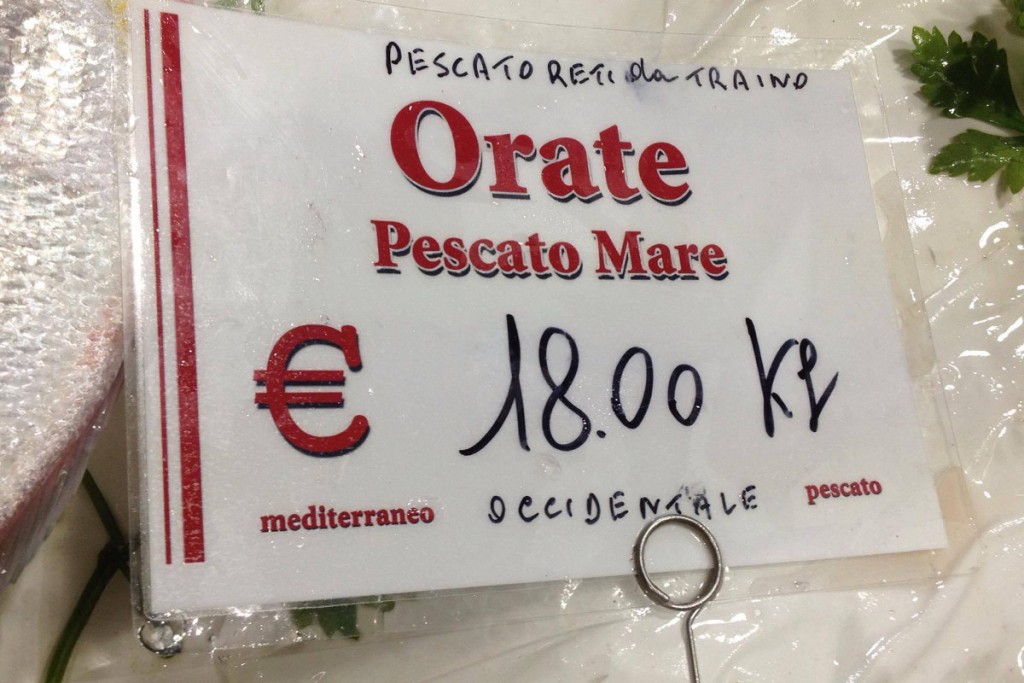 PESCATO RETI da TRAINO
Orate
Pescato Mare
€ 18.00 kg
mediterraneo OCCIDENTALE pescato